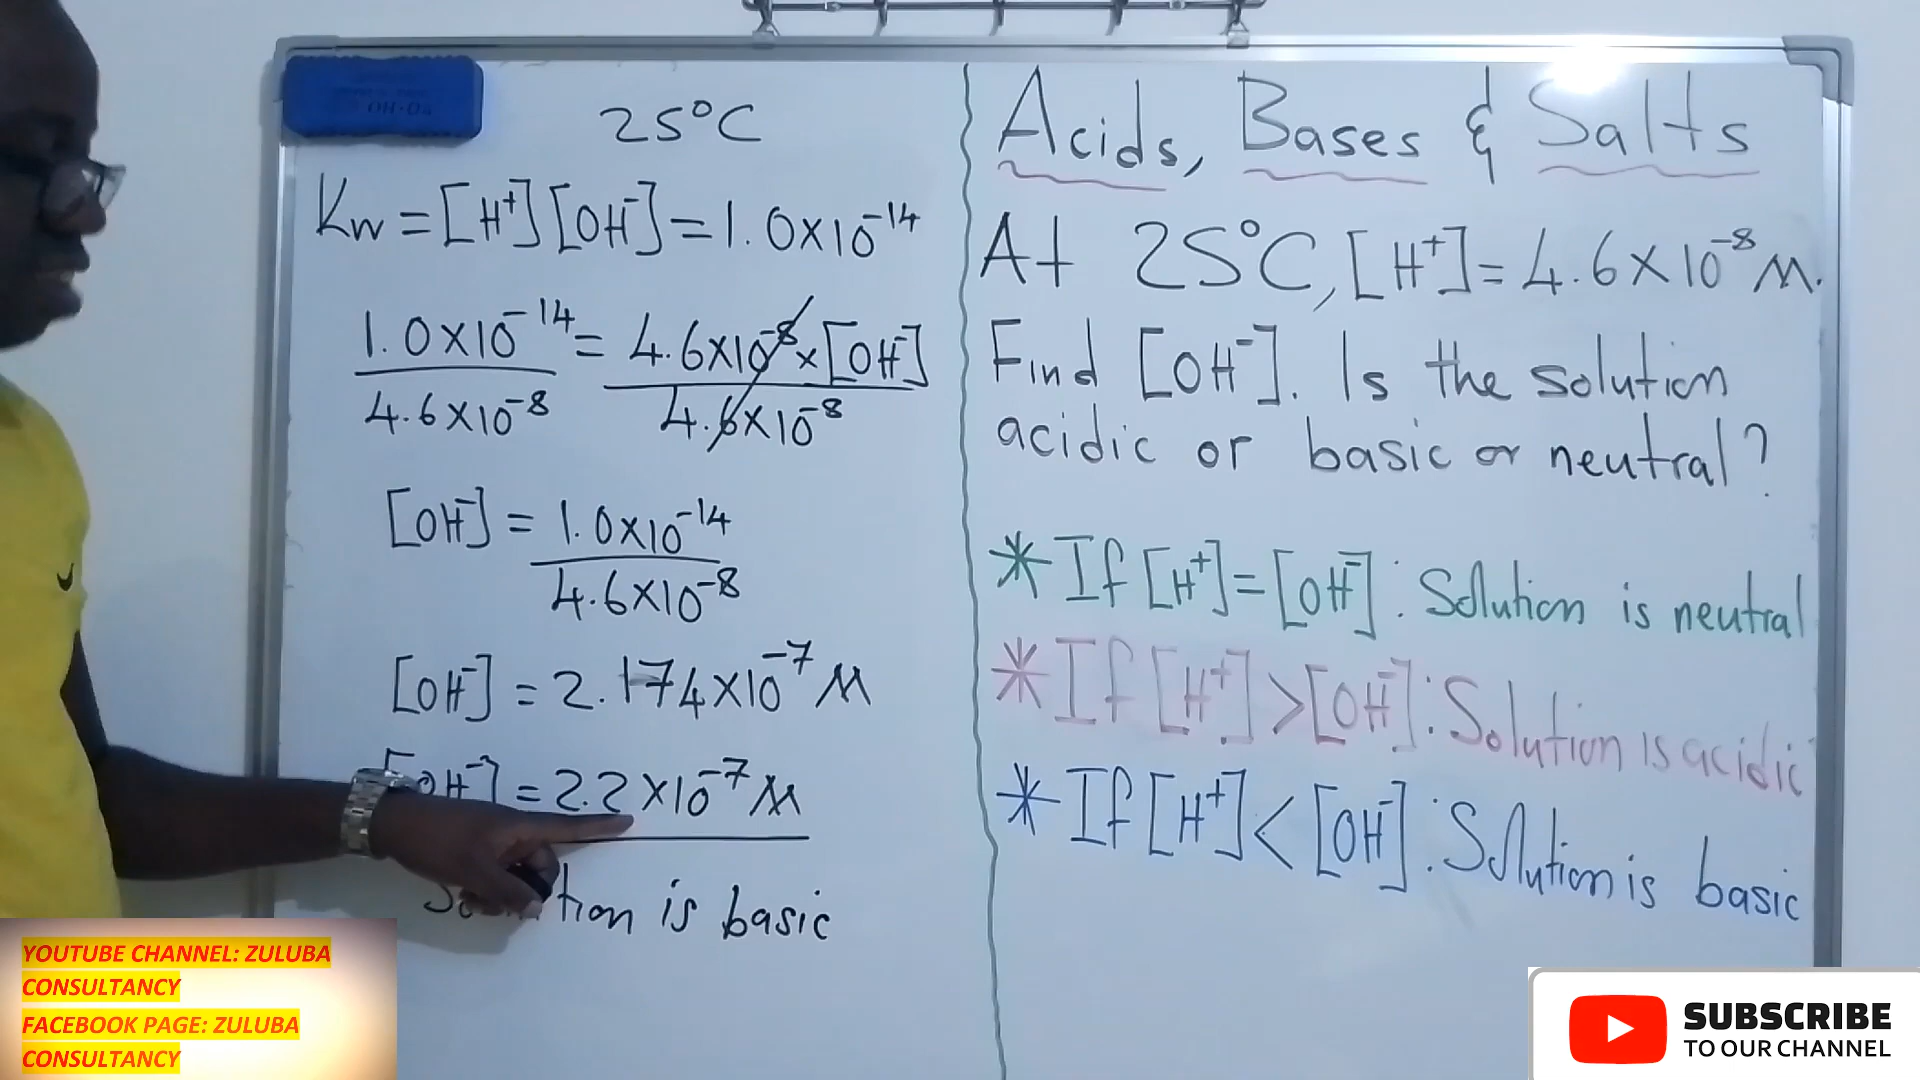 25°C
Kw = [H⁺][OH⁻] = 1.0×10⁻¹⁴
1.0×10⁻¹⁴ = 4.6×10⁻⁸ × [OH⁻]
4.6×10⁻⁸ 4.6×10⁻⁸
[OH⁻] = 1.0×10⁻¹⁴
4.6×10⁻⁸
[OH⁻] = 2.174×10⁻⁷ M
[OH⁻] = 2.2×10⁻⁷ M
is basic
Acids, Bases & Salts
At 25°C, [H⁺] = 4.6×10⁻⁸ M.
Find [OH⁻]. Is the solution
acidic or basic or neutral?
*If [H⁺] = [OH⁻]: Solution is neutral
*If [H⁺] > [OH⁻]: Solution is acidic
*If [H⁺] < [OH⁻]: Solution is basic
YOUTUBE CHANNEL: ZULUBA
CONSULTANCY
FACEBOOK PAGE: ZULUBA
CONSULTANCY
SUBSCRIBE
TO OUR CHANNEL